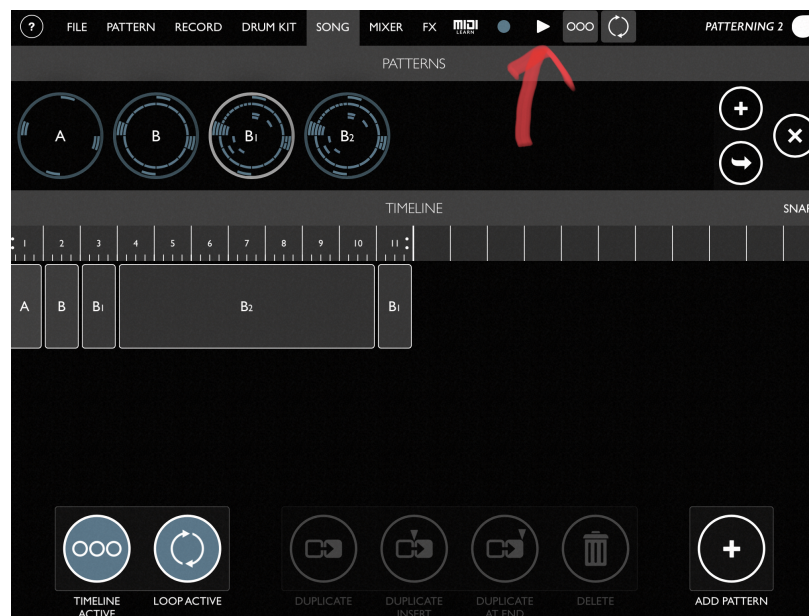 ? FILE PATTERN RECORD DRUM KIT SONG MIXER FX MIDI LEARN PATTERNING 2
PATTERNS
A B B1 B2
TIMELINE SNAP
1 2 3 4 5 6 7 8 9 10 11
A B B1 B2 B1
TIMELINE ACTIVE
LOOP ACTIVE
DUPLICATE
DUPLICATE INSERT
DUPLICATE AT END
DELETE
ADD PATTERN